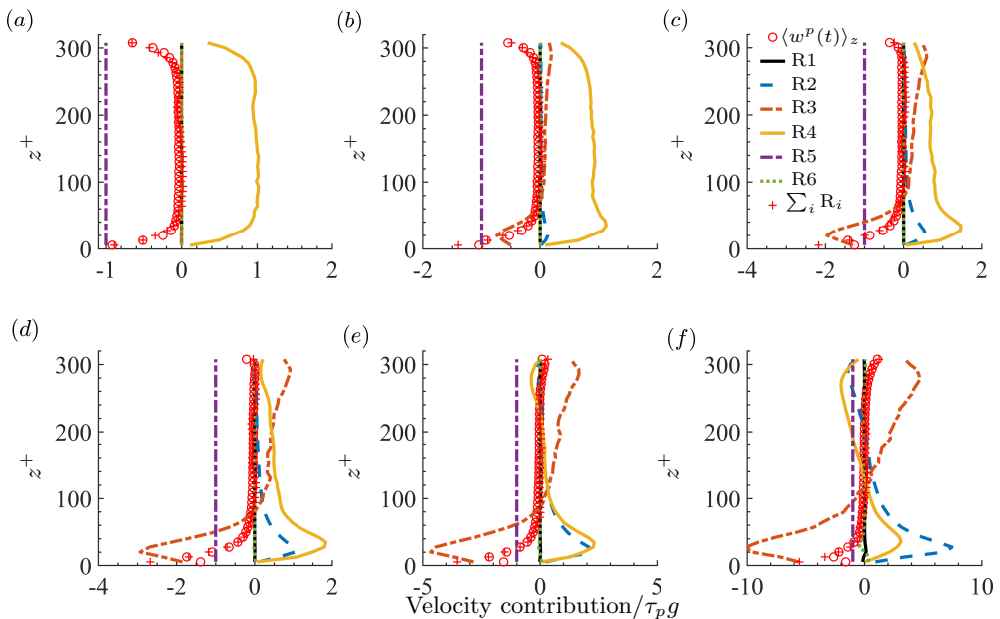 (a) (b) (c)
300 300 300
200 200 200
100 100 100
0 0 0
z⁺ z⁺ z⁺
-1 0 1 2 -2 0 2 -4 -2 0 2
⟨wᵖ(t)⟩_z
R1
R2
R3
R4
R5
R6
∑_i R_i
(d) (e) (f)
300 300 300
200 200 200
100 100 100
0 0 0
z⁺ z⁺ z⁺
-4 -2 0 2 -5 0 5 -10 0 10
Velocity contribution/τ_p g